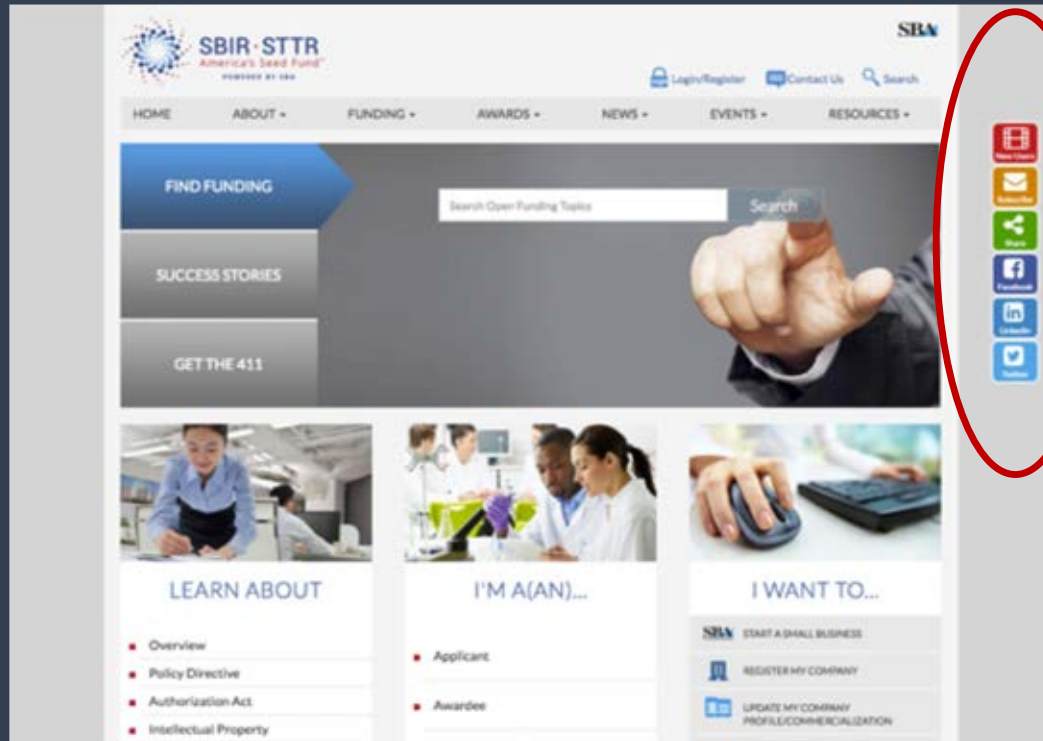 SBIR·STTR
America's Seed Fund™
POWERED BY SBA
SBA
Login/Register
Contact Us
Search
HOME
ABOUT
FUNDING
AWARDS
NEWS
EVENTS
RESOURCES
FIND FUNDING
Search Open Funding Topics
Search
SUCCESS STORIES
GET THE 411
New Users
Subscribe
Share
Facebook
LinkedIn
Twitter
LEARN ABOUT
Overview
Policy Directive
Authorization Act
Intellectual Property
I'M A(AN)...
Applicant
Awardee
I WANT TO...
SBA START A SMALL BUSINESS
REGISTER MY COMPANY
UPDATE MY COMPANY
PROFILE/COMMERCIALIZATION